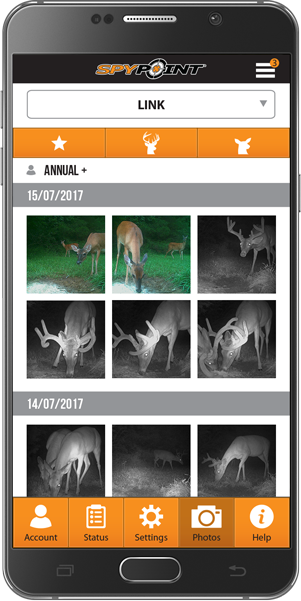 SPYPOINT
3
LINK
ANNUAL +
15/07/2017
14/07/2017
Account Status Settings Photos Help